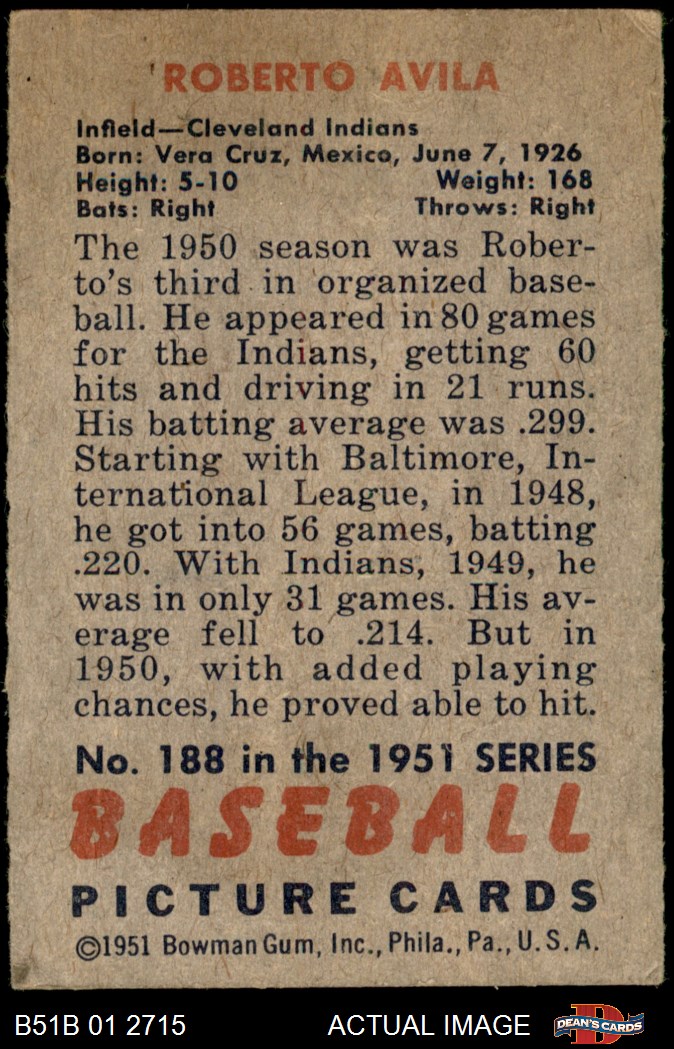 ROBERTO AVILA
Infield—Cleveland Indians
Born: Vera Cruz, Mexico, June 7, 1926
Height: 5-10 Weight: 168
Bats: Right Throws: Right
The 1950 season was Rober-
to's third in organized base-
ball. He appeared in 80 games
for the Indians, getting 60
hits and driving in 21 runs.
His batting average was .299.
Starting with Baltimore, In-
ternational League, in 1948,
he got into 56 games, batting
.220. With Indians, 1949, he
was in only 31 games. His av-
erage fell to .214. But in
1950, with added playing
chances, he proved able to hit.
No. 188 in the 1951 SERIES
BASEBALL
PICTURE CARDS
©1951 Bowman Gum, Inc., Phila., Pa., U.S.A.
B51B 01 2715 ACTUAL IMAGE D DEAN'S CARDS